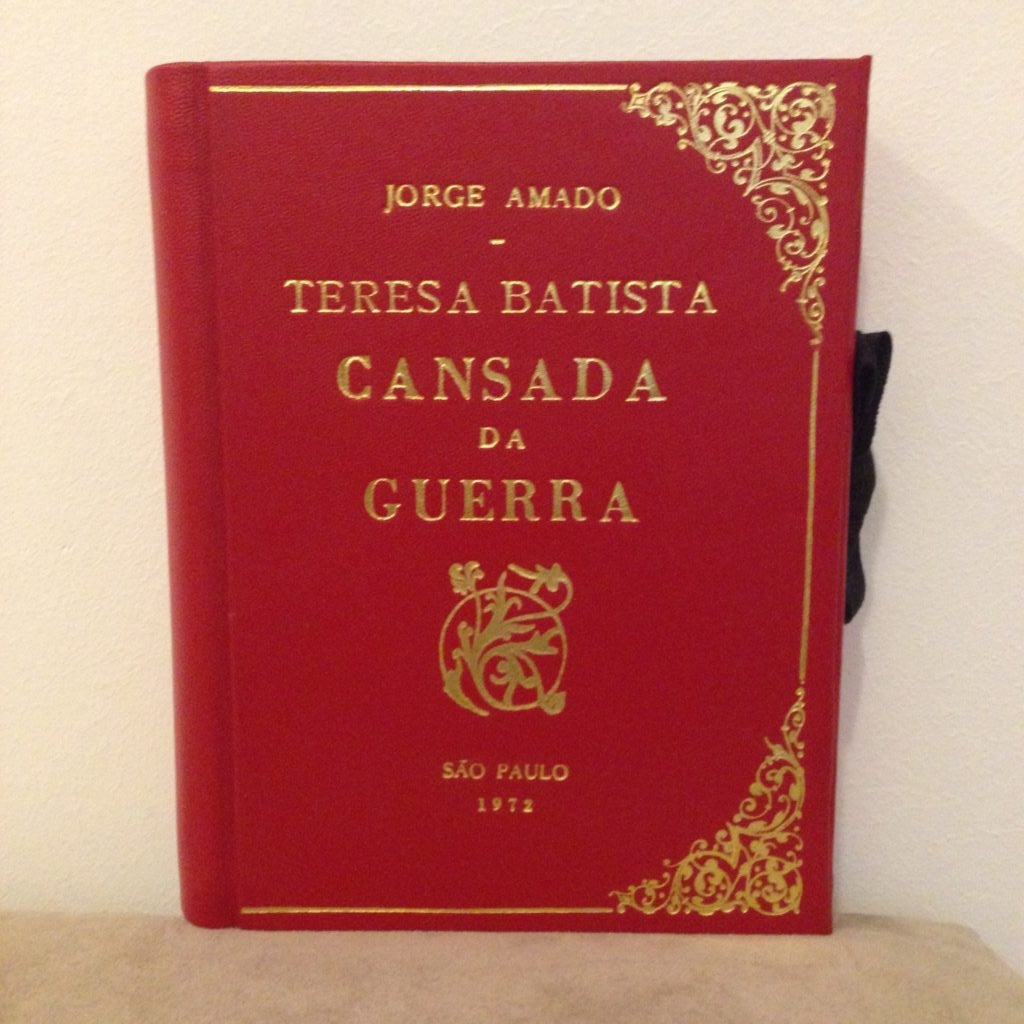 JORGE AMADO
-
TERESA BATISTA
CANSADA
DA
GUERRA
SÃO PAULO
1972